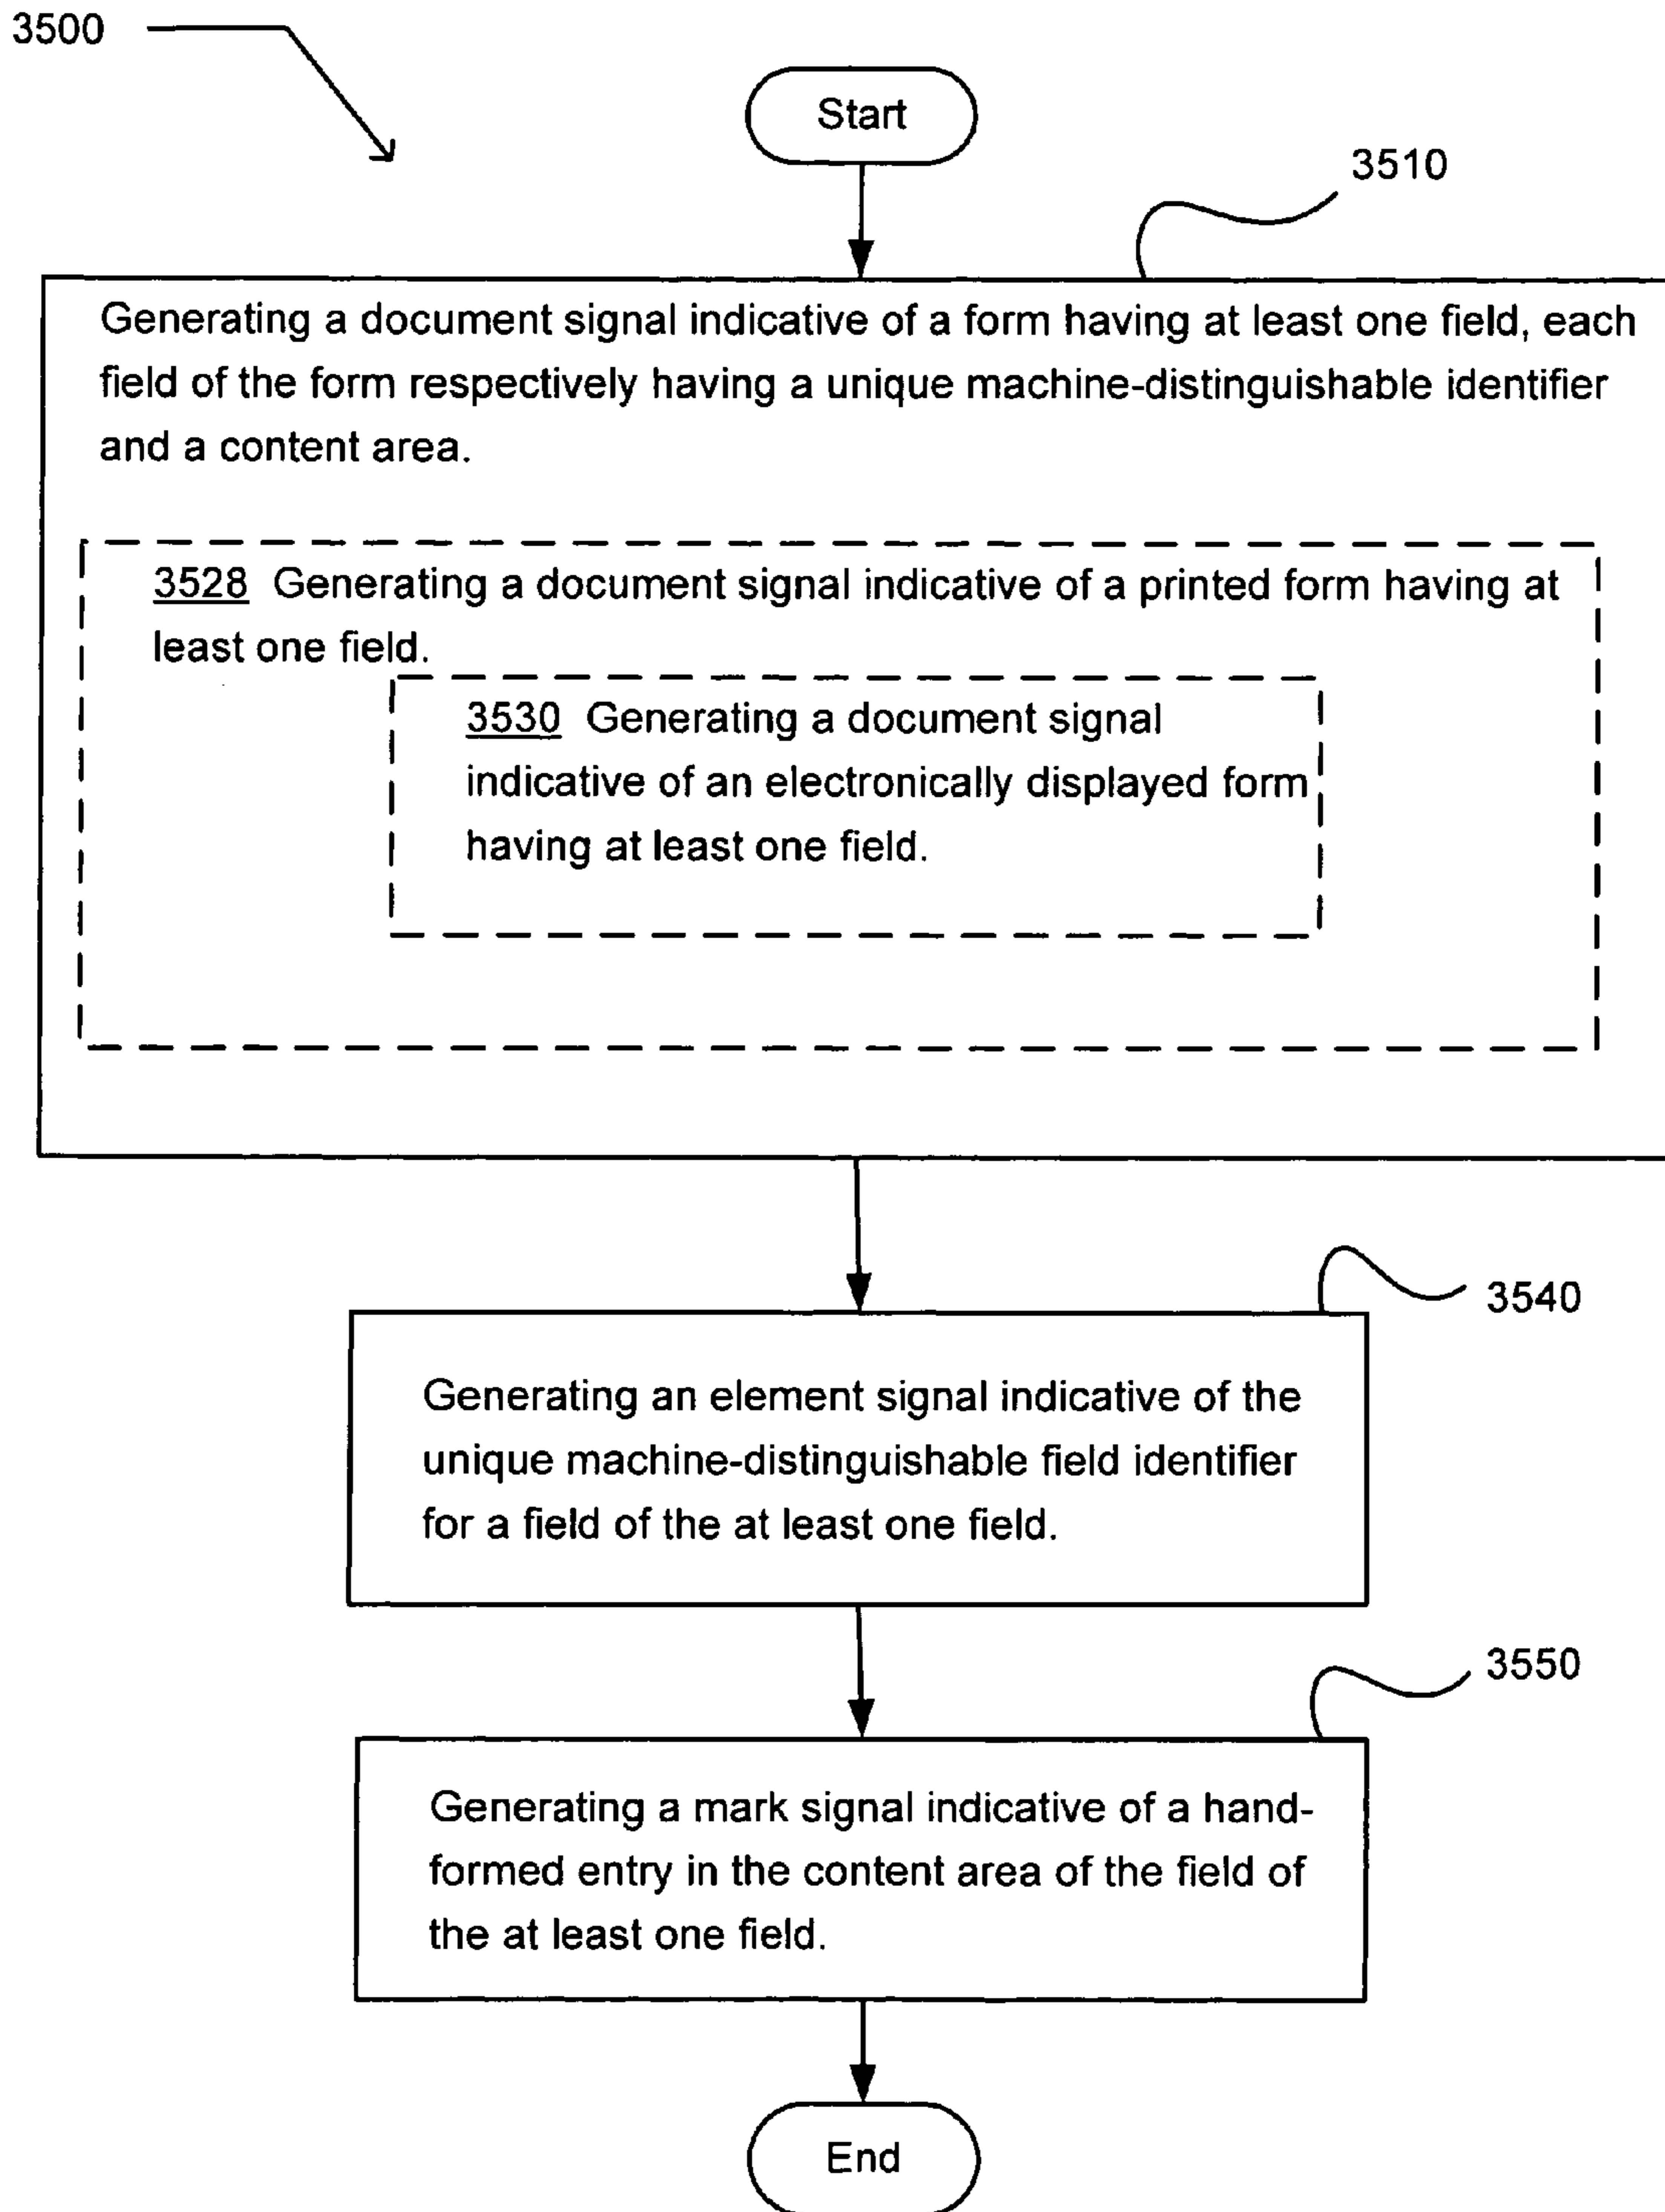 3500
Start
3510
Generating a document signal indicative of a form having at least one field, each
field of the form respectively having a unique machine-distinguishable identifier
and a content area.
3528 Generating a document signal indicative of a printed form having at
least one field.
3530 Generating a document signal
indicative of an electronically displayed form
having at least one field.
3540
Generating an element signal indicative of the
unique machine-distinguishable field identifier
for a field of the at least one field.
3550
Generating a mark signal indicative of a hand-
formed entry in the content area of the field of
the at least one field.
End